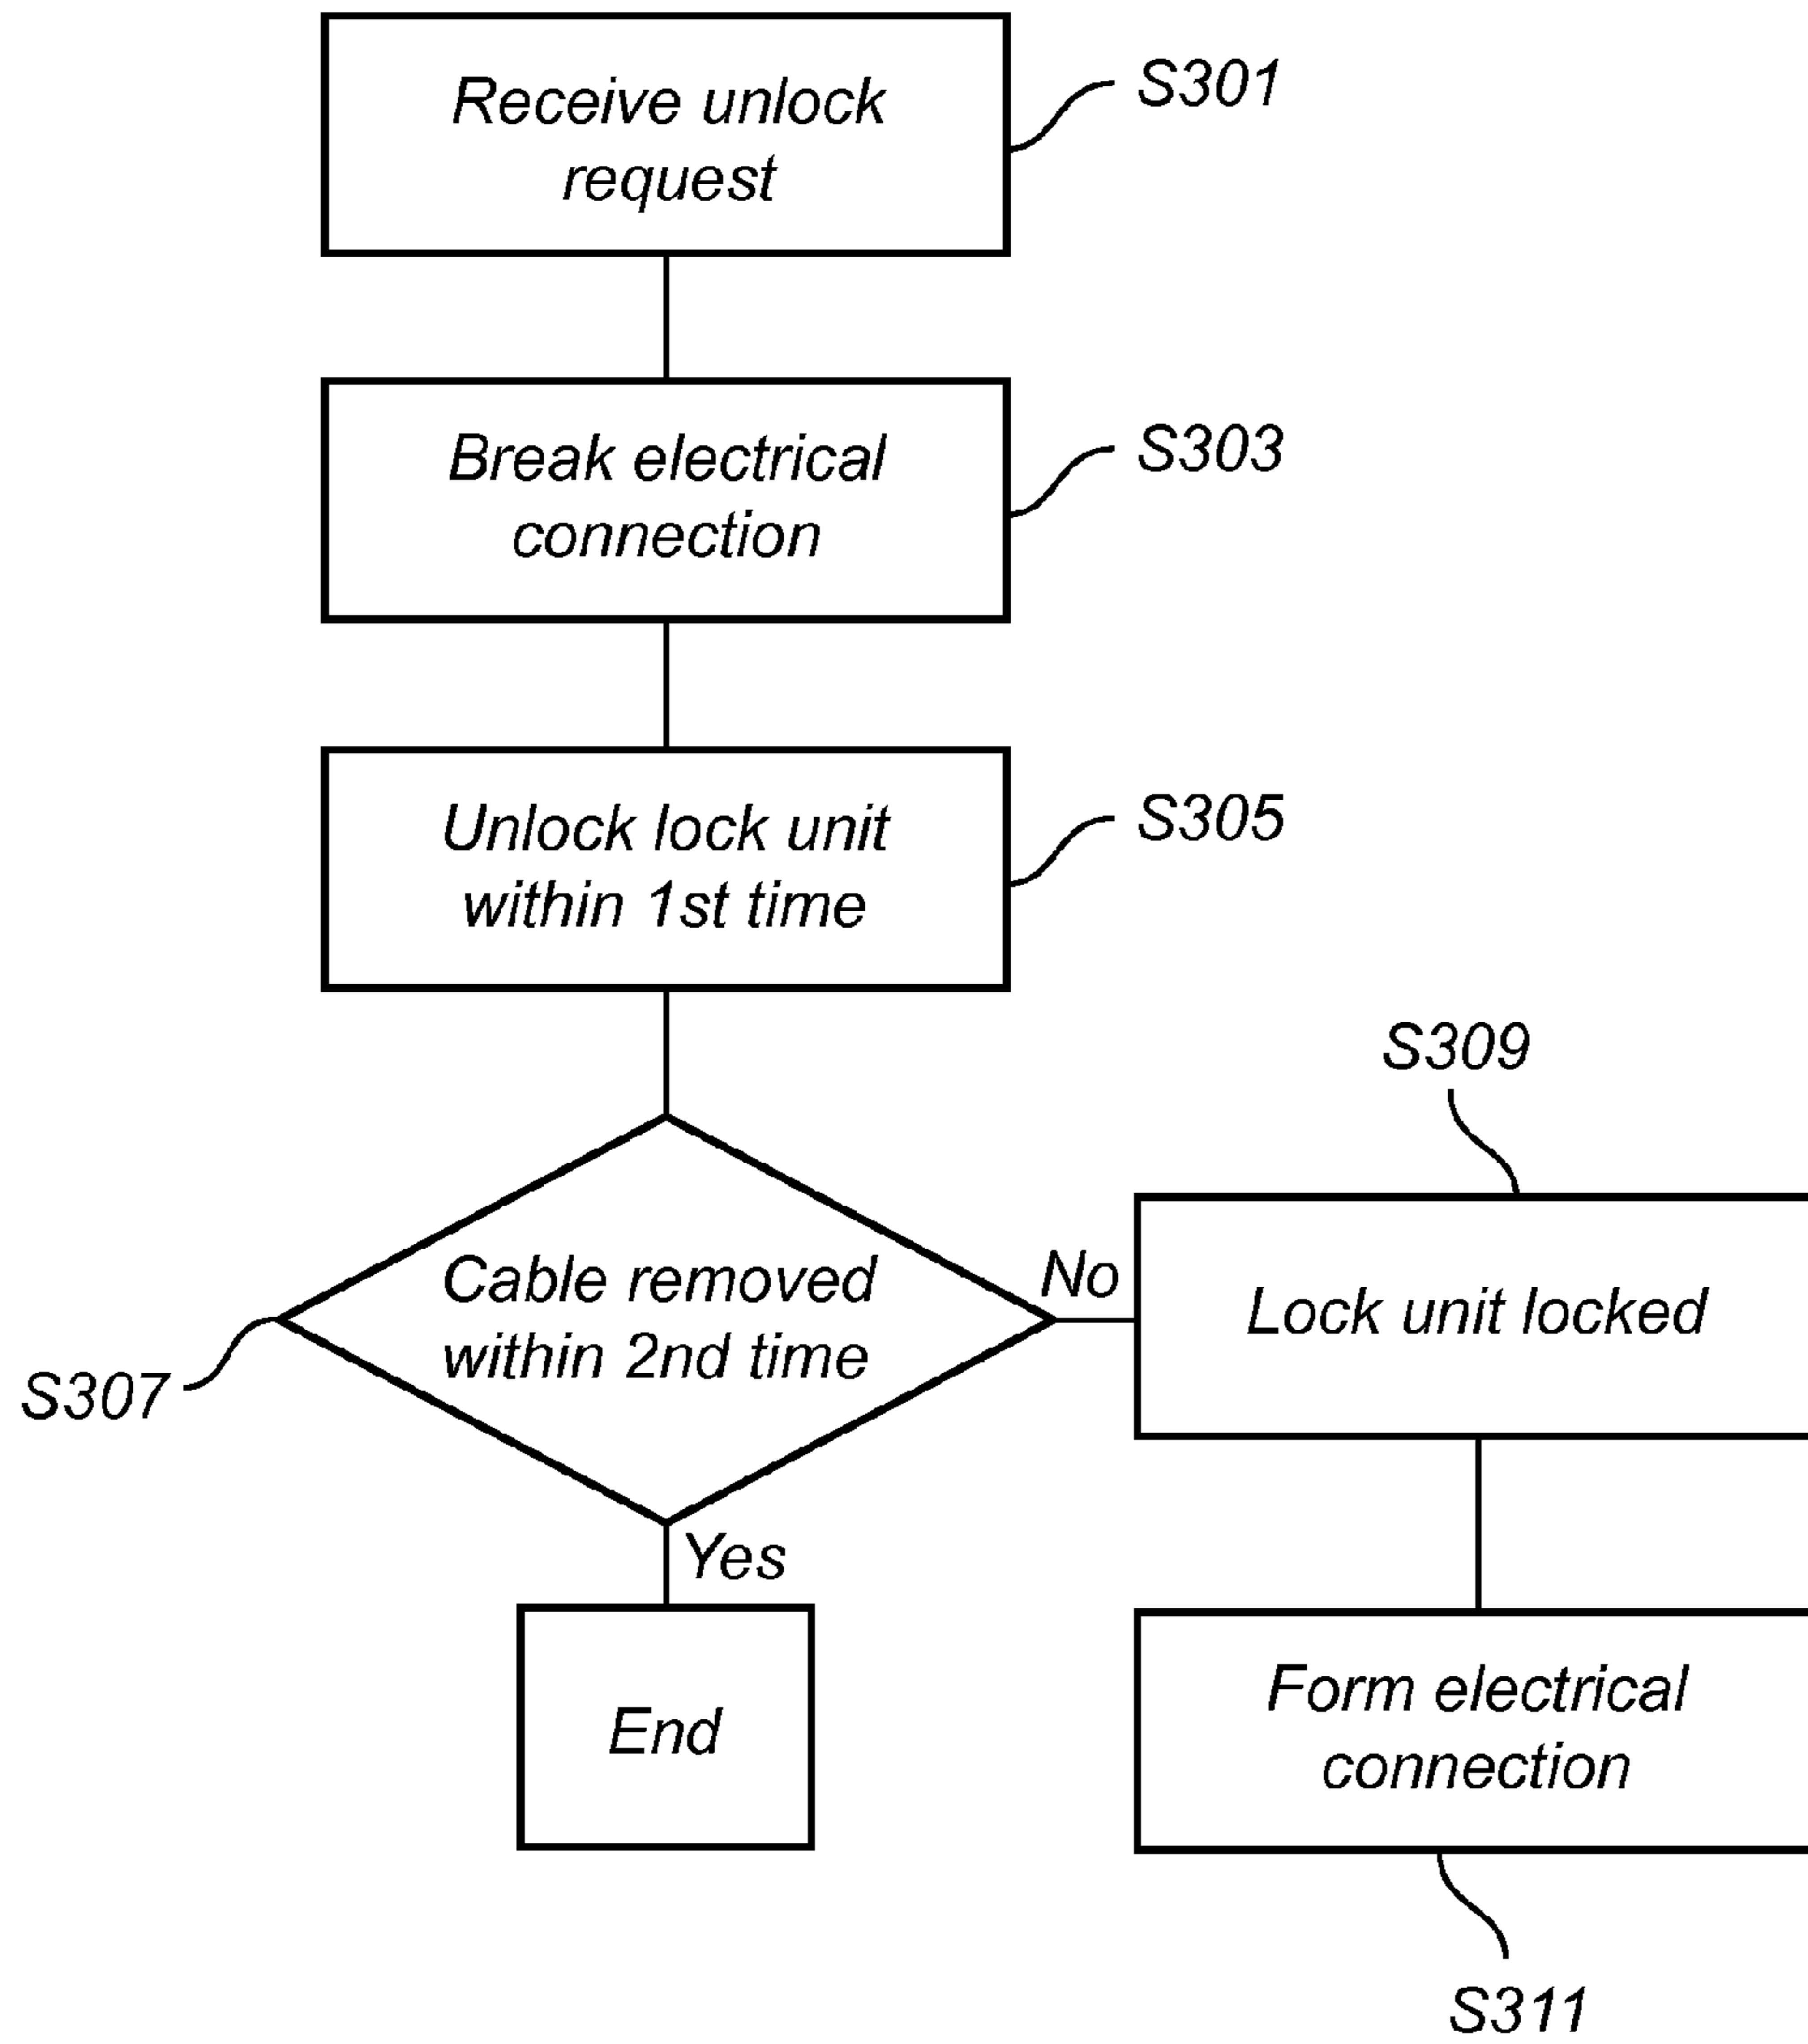 Receive unlock
request
S301
Break electrical
connection
S303
Unlock lock unit
within 1st time
S305
Cable removed
within 2nd time
S307
No
Yes
End
S309
Lock unit locked
Form electrical
connection
S311